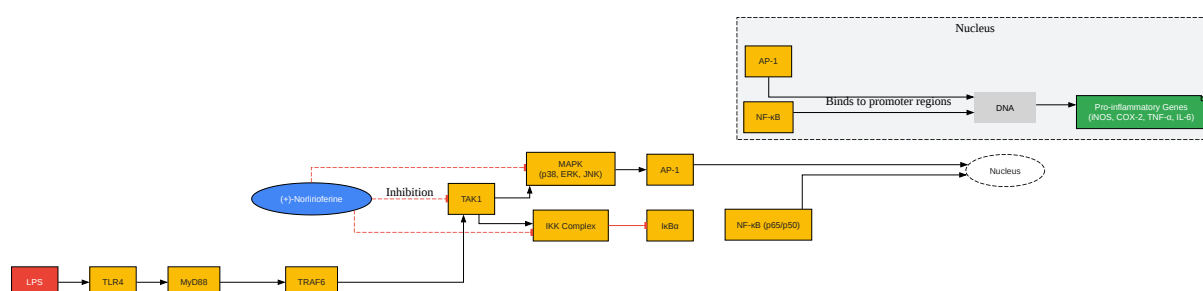 Nucleus
AP-1
Binds to promoter regions
NF-κB
DNA
Pro-inflammatory Genes
(iNOS, COX-2, TNF-α, IL-6)
MAPK
(p38, ERK, JNK)
AP-1
Nucleus
(+)-Norlirioferine
Inhibition
TAK1
IKK Complex
IκBα
NF-κB (p65/p50)
LPS
TLR4
MyD88
TRAF6